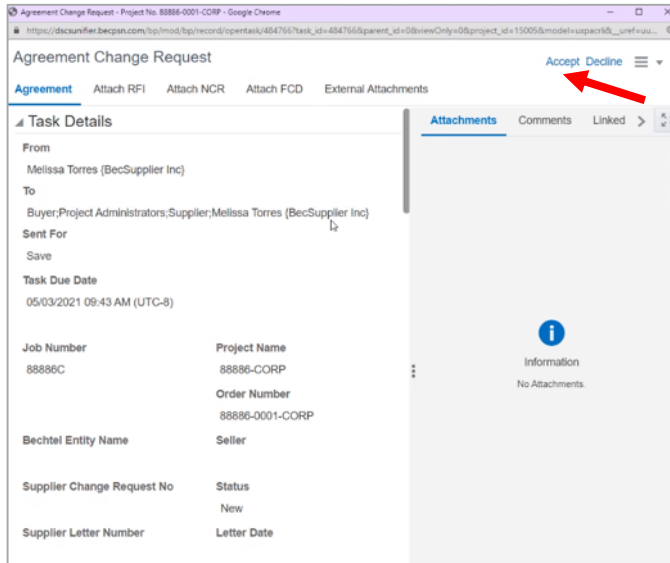 Agreement Change Request - Project No. 88886-0001-CORP - Google Chrome
https://dscsunifier.becpsn.com/bp/mod/bp/record/opentask/484766?task_id=484766&parent_id=0&viewOnly=0&project_id=15005&model=uxpacrli&__uref=uu...
Agreement Change Request
Accept Decline
Agreement Attach RFI Attach NCR Attach FCD External Attachments
Task Details
Attachments Comments Linked
From
Melissa Torres {BecSupplier Inc}
To
Buyer;Project Administrators;Supplier;Melissa Torres {BecSupplier Inc}
Sent For
Save
Task Due Date
05/03/2021 09:43 AM (UTC-8)
Job Number Project Name
88886C 88886-CORP
Order Number
88886-0001-CORP
Bechtel Entity Name Seller
Supplier Change Request No Status
New
Supplier Letter Number Letter Date
Information
No Attachments.